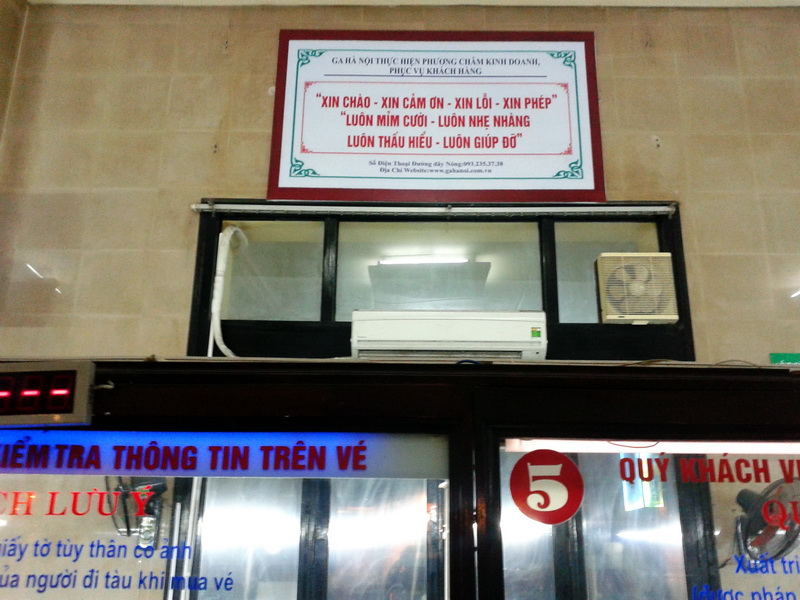 GA HÀ NỘI THỰC HIỆN PHƯƠNG CHÂM KINH DOANH,
PHỤC VỤ KHÁCH HÀNG
"XIN CHÀO - XIN CẢM ƠN - XIN LỖI - XIN PHÉP"
"LUÔN MỈM CƯỜI - LUÔN NHẸ NHÀNG
LUÔN THẤU HIỂU - LUÔN GIÚP ĐỠ"
Số Điện Thoại Đường dây Nóng:093.235.37.38
Địa Chỉ Website:www.gahanoi.com.vn
---
TRA THÔNG TIN TRÊN VÉ
LƯU Ý
giấy tờ tùy thân có ảnh
của người đi tàu khi mua vé
5
QUÝ KHÁCH
Xuất
được